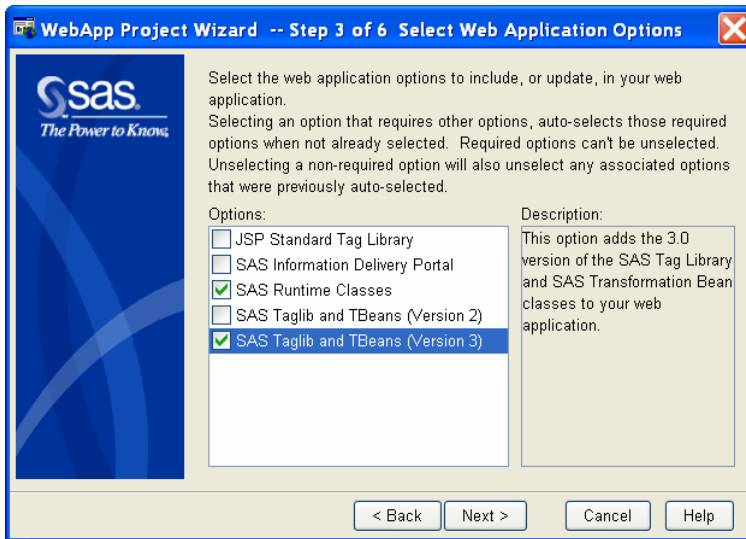 WebApp Project Wizard -- Step 3 of 6 Select Web Application Options
sas.
The Power to Know.
Select the web application options to include, or update, in your web
application.
Selecting an option that requires other options, auto-selects those required
options when not already selected. Required options can't be unselected.
Unselecting a non-required option will also unselect any associated options
that were previously auto-selected.
Options:
JSP Standard Tag Library
SAS Information Delivery Portal
SAS Runtime Classes
SAS Taglib and TBeans (Version 2)
SAS Taglib and TBeans (Version 3)
Description:
This option adds the 3.0
version of the SAS Tag Library
and SAS Transformation Bean
classes to your web
application.
< Back
Next >
Cancel
Help